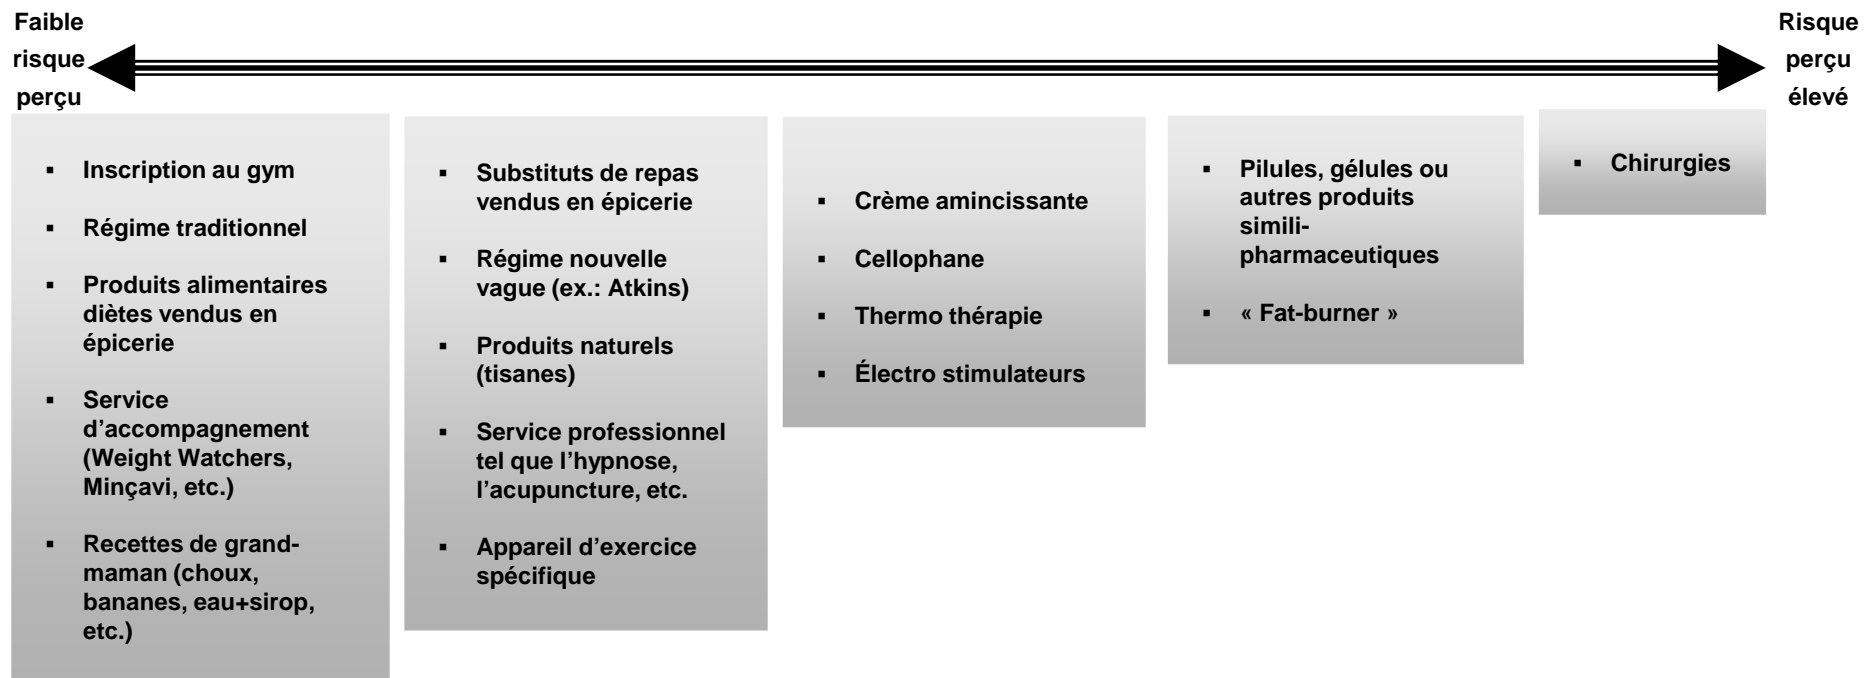 Faible
risque
perçu
Risque
perçu
élevé
▪ Inscription au gym
▪ Régime traditionnel
▪ Produits alimentaires
diètes vendus en
épicerie
▪ Service
d’accompagnement
(Weight Watchers,
Minçavi, etc.)
▪ Recettes de grand-
maman (choux,
bananes, eau+sirop,
etc.)
▪ Substituts de repas
vendus en épicerie
▪ Régime nouvelle
vague (ex.: Atkins)
▪ Produits naturels
(tisanes)
▪ Service professionnel
tel que l’hypnose,
l’acupuncture, etc.
▪ Appareil d’exercice
spécifique
▪ Crème amincissante
▪ Cellophane
▪ Thermo thérapie
▪ Électro stimulateurs
▪ Pilules, gélules ou
autres produits
simili-
pharmaceutiques
▪ « Fat-burner »
▪ Chirurgies